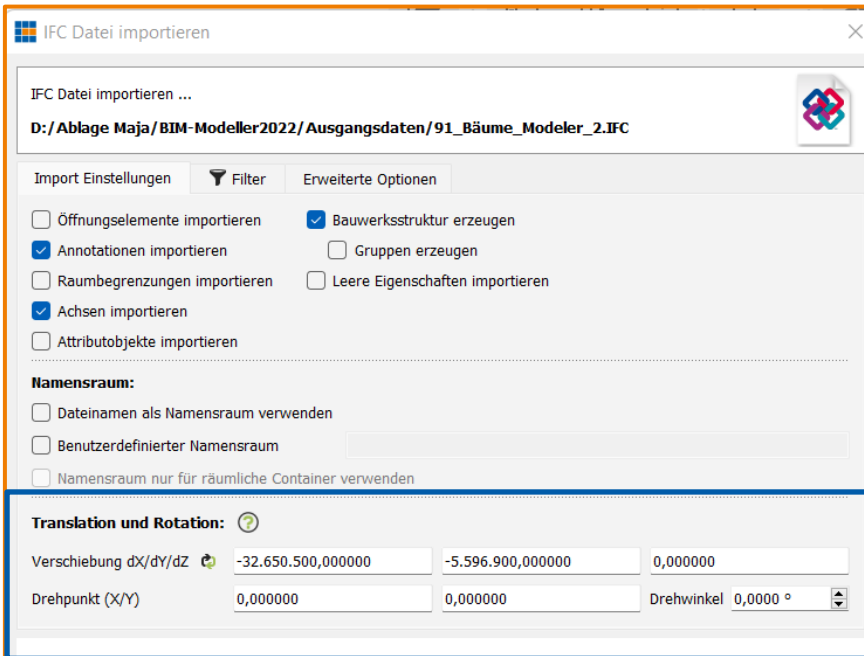 IFC Datei importieren
IFC Datei importieren ...
D:/Ablage Maja/BIM-Modeller2022/Ausgangsdaten/91_Bäume_Modeler_2.IFC
Import Einstellungen Filter Erweiterte Optionen
Öffnungselemente importieren Bauwerksstruktur erzeugen
Annotationen importieren Gruppen erzeugen
Raumbegrenzungen importieren Leere Eigenschaften importieren
Achsen importieren
Attributobjekte importieren
Namensraum:
Dateinamen als Namensraum verwenden
Benutzerdefinierter Namensraum
Namensraum nur für räumliche Container verwenden
Translation und Rotation: ?
Verschiebung dX/dY/dZ -32.650.500,000000 -5.596.900,000000 0,000000
Drehpunkt (X/Y) 0,000000 0,000000 Drehwinkel 0,0000 °